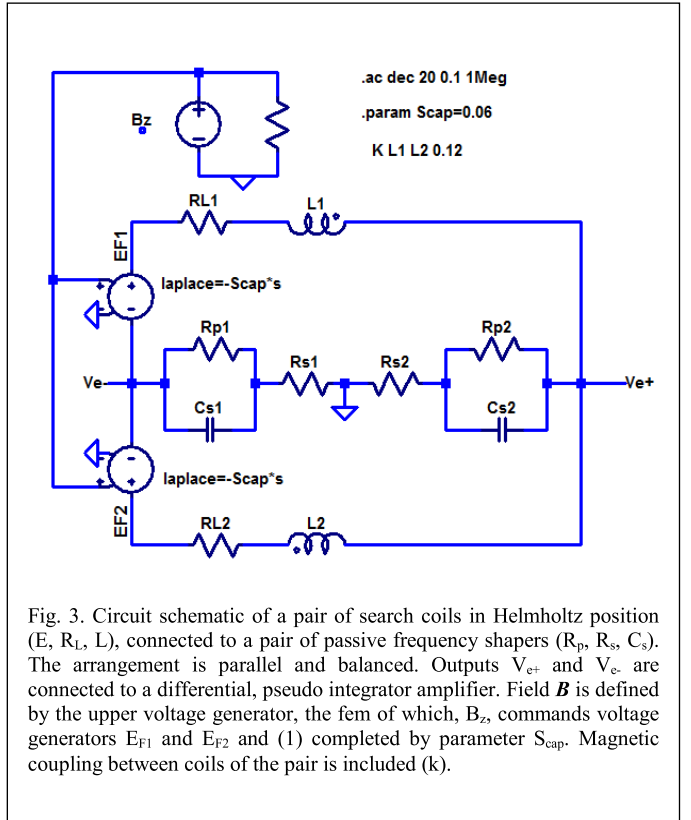 .ac dec 20 0.1 1Meg
.param Scap=0.06
K L1 L2 0.12
Bz
+
−
RL1
L1
EF1
+
+
−
−
laplace=-Scap*s
Rp1
Rp2
Rs1
Rs2
Ve-
Ve+
Cs1
Cs2
−
−
+
+
laplace=-Scap*s
EF2
RL2
L2
Fig. 3. Circuit schematic of a pair of search coils in Helmholtz position
(E, RL, L), connected to a pair of passive frequency shapers (Rp, Rs, Cs).
The arrangement is parallel and balanced. Outputs Ve+ and Ve- are
connected to a differential, pseudo integrator amplifier. Field B is defined
by the upper voltage generator, the fem of which, Bz, commands voltage
generators EF1 and EF2 and (1) completed by parameter Scap. Magnetic
coupling between coils of the pair is included (k).